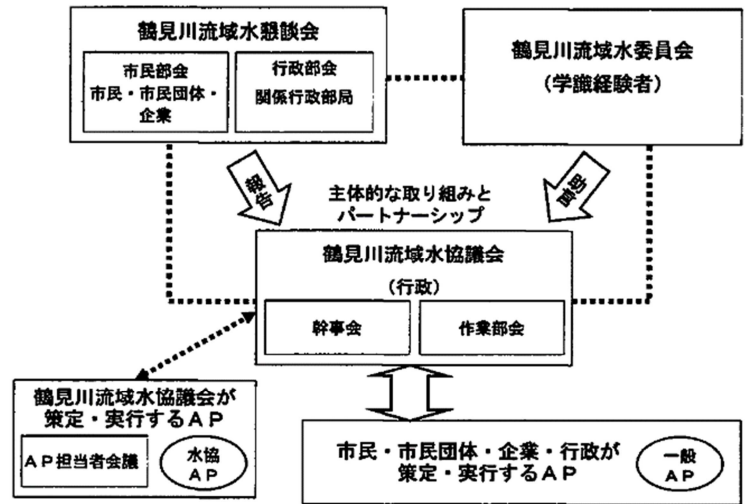 鶴見川流域水懇談会
市民部会
市民・市民団体・
企業
行政部会
関係行政部局
鶴見川流域水委員会
(学識経験者)
報告
主体的な取り組みと
パートナーシップ
鶴見川流域水協議会
(行政)
幹事会
作業部会
鶴見川流域水協議会が
策定・実行するAP
AP担当者会議
水協
AP
市民・市民団体・企業・行政が
策定・実行するAP
一般
AP